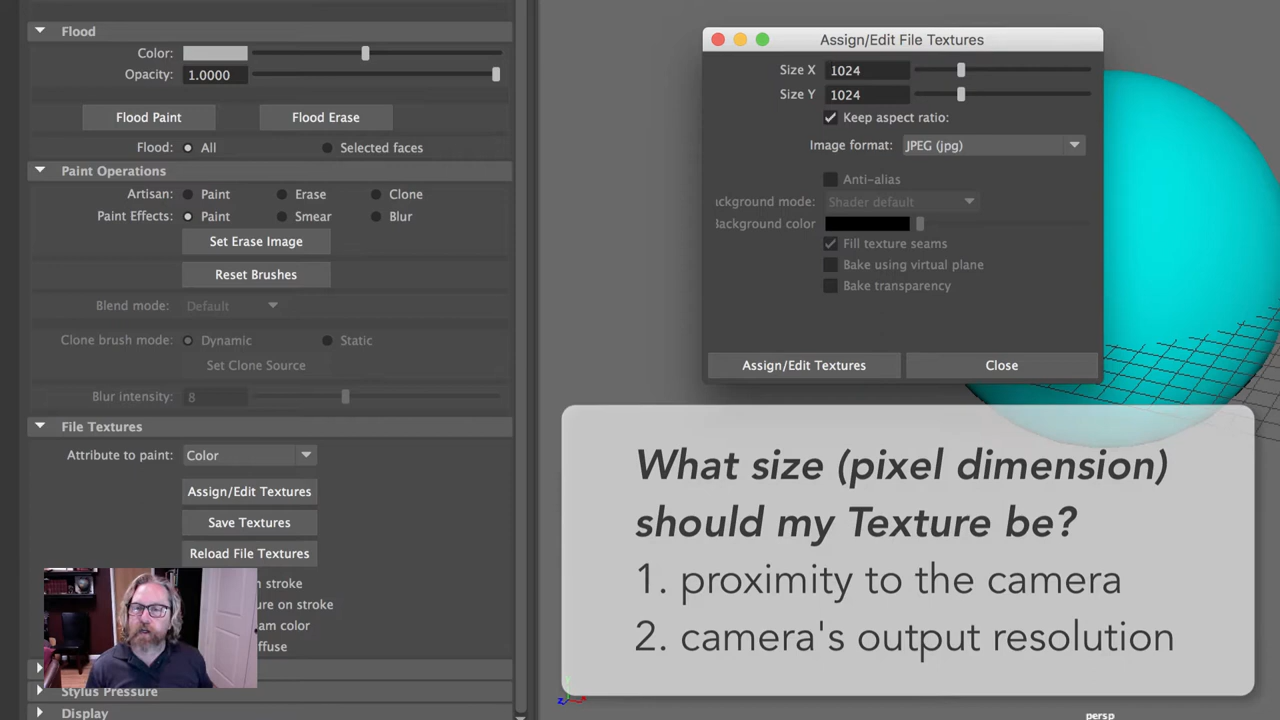 Flood
Color:
Opacity: 1.0000
Flood Paint Flood Erase
Flood: All Selected faces
Paint Operations
Artisan: Paint Erase Clone
Paint Effects: Paint Smear Blur
Set Erase Image
Reset Brushes
Blend mode: Default
Clone brush mode: Dynamic Static
Set Clone Source
Blur intensity: 8
File Textures
Attribute to paint: Color
Assign/Edit Textures
Save Textures
Reload File Textures
stroke
on stroke
color
Stylus Pressure
Display
Assign/Edit File Textures
Size X 1024
Size Y 1024
Keep aspect ratio:
Image format: JPEG (jpg)
Anti-alias
ackground mode: Shader default
Background color
Fill texture seams
Bake using virtual plane
Bake transparency
Assign/Edit Textures Close
What size (pixel dimension)
should my Texture be?
1. proximity to the camera
2. camera's output resolution
persp